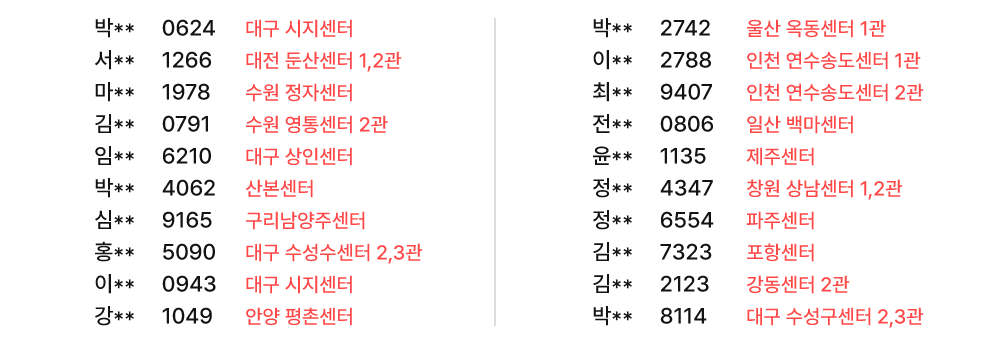 박** 0624 대구 시지센터
서** 1266 대전 둔산센터 1,2관
마** 1978 수원 정자센터
김** 0791 수원 영통센터 2관
임** 6210 대구 상인센터
박** 4062 산본센터
심** 9165 구리남양주센터
홍** 5090 대구 수성수센터 2,3관
이** 0943 대구 시지센터
강** 1049 안양 평촌센터
박** 2742 울산 옥동센터 1관
이** 2788 인천 연수송도센터 1관
최** 9407 인천 연수송도센터 2관
전** 0806 일산 백마센터
윤** 1135 제주센터
정** 4347 창원 상남센터 1,2관
정** 6554 파주센터
김** 7323 포항센터
김** 2123 강동센터 2관
박** 8114 대구 수성구센터 2,3관